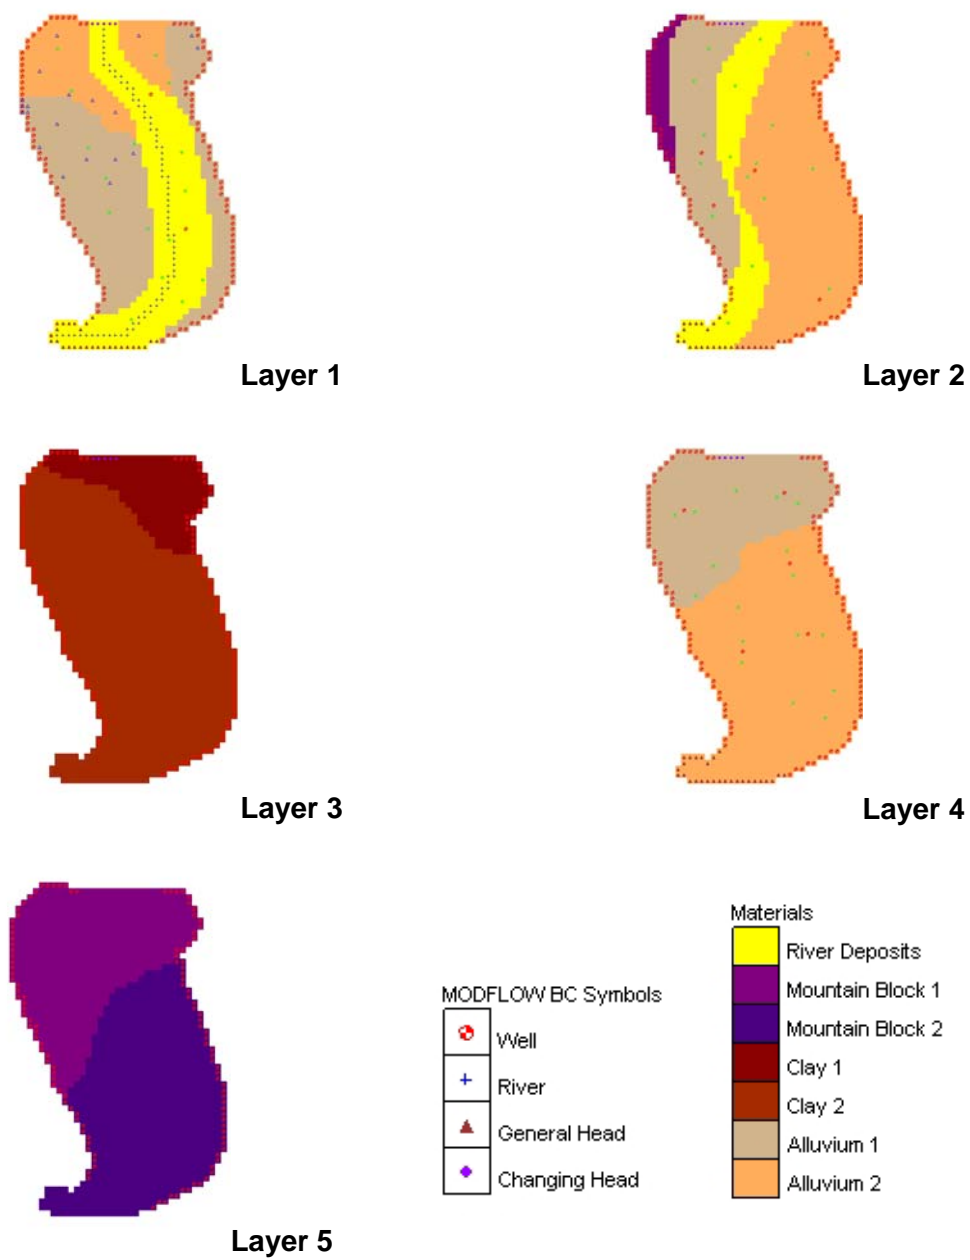 Layer 1
Layer 2
Layer 3
Layer 4
Layer 5
MODFLOW BC Symbols
Well
River
General Head
Changing Head
Materials
River Deposits
Mountain Block 1
Mountain Block 2
Clay 1
Clay 2
Alluvium 1
Alluvium 2